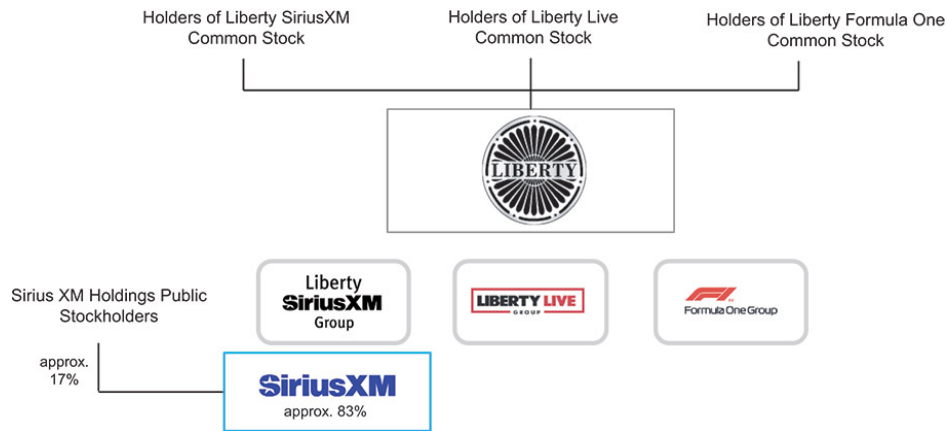 Holders of Liberty SiriusXM
Common Stock
Holders of Liberty Live
Common Stock
Holders of Liberty Formula One
Common Stock
LIBERTY
Liberty
SiriusXM
Group
LIBERTY LIVE
GROUP
F1
Formula One Group
Sirius XM Holdings Public
Stockholders
approx.
17%
SiriusXM
approx. 83%